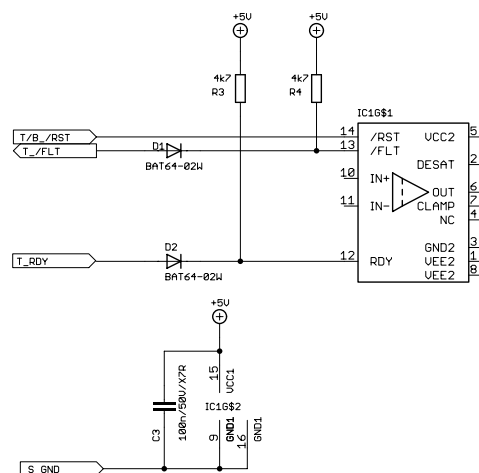 +5V
+5V
4k7
R3
4k7
R4
IC1G$1
T/B_/RST
14
/RST
VCC2
5
T_/FLT
D1
13
/FLT
BAT64-02W
DESAT
2
10
IN+
OUT
6
11
IN-
CLAMP
7
NC
4
GND2
3
D2
T_RDY
12
RDY
VEE2
1
VEE2
8
BAT64-02W
+5V
15
VCC1
C3
100n/50V/X7R
IC1G$2
9
GND1
16
GND1
S_GND